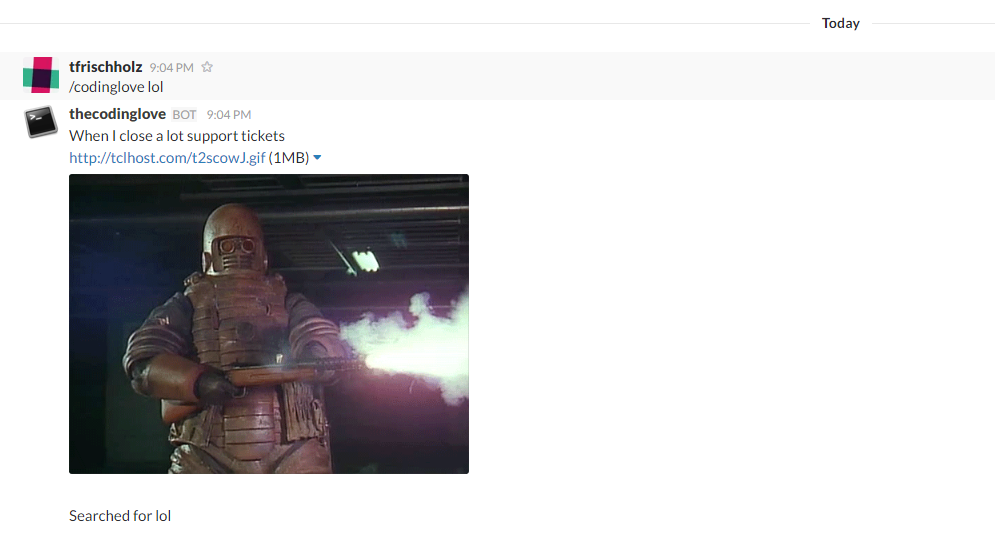 Today
tfrischholz 9:04 PM
/codinglove lol
>_
thecodinglove BOT 9:04 PM
When I close a lot support tickets
http://tclhost.com/t2scowJ.gif (1MB)
Searched for lol